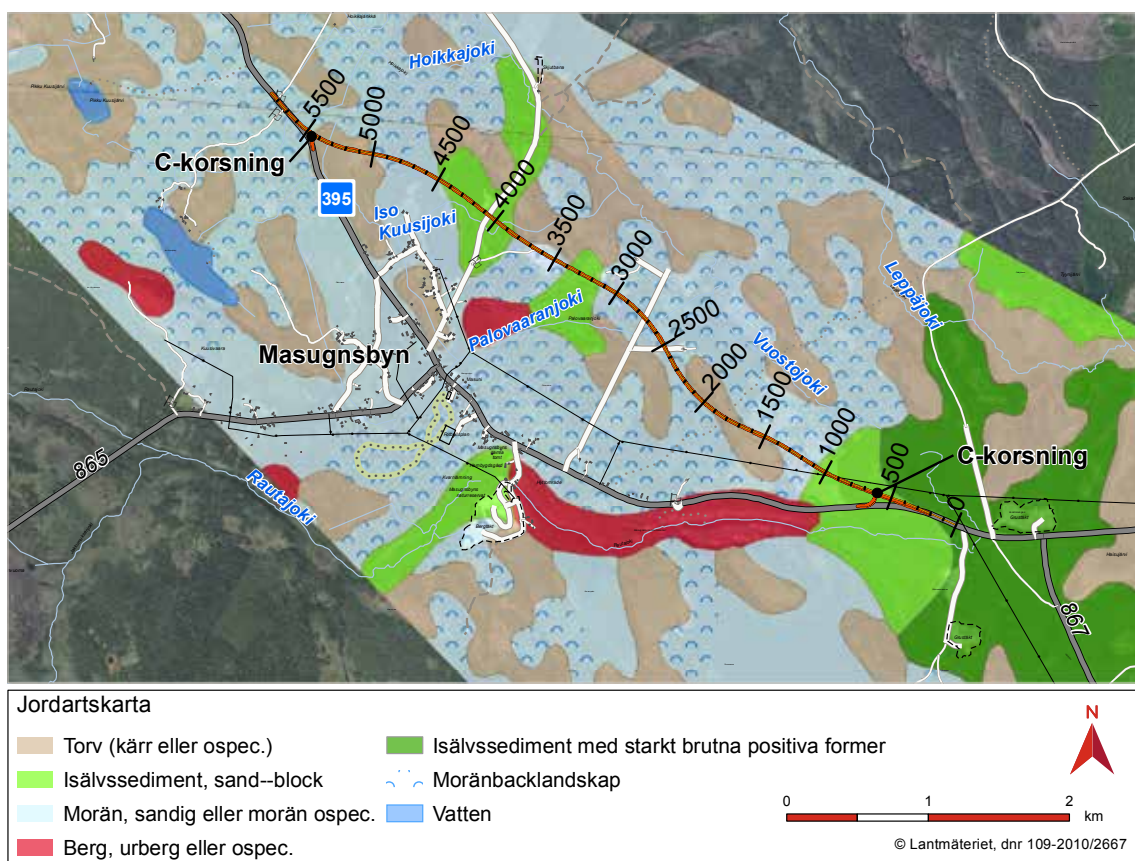 Hoikkajoki
5500
5000
4500
4000
3500
3000
2500
2000
1500
1000
500
0
C-korsning
395
Iso
Kuusijoki
Palovaaranjoki
Leppäjoki
Vuostojoki
Masugnsbyn
C-korsning
865
Rautajoki
867
Jordartskarta
Torv (kärr eller ospec.)
Isälvssediment, sand--block
Morän, sandig eller morän ospec.
Berg, urberg eller ospec.
Isälvssediment med starkt brutna positiva former
Moränbacklandskap
Vatten
N
0 1 2
km
© Lantmäteriet, dnr 109-2010/2667